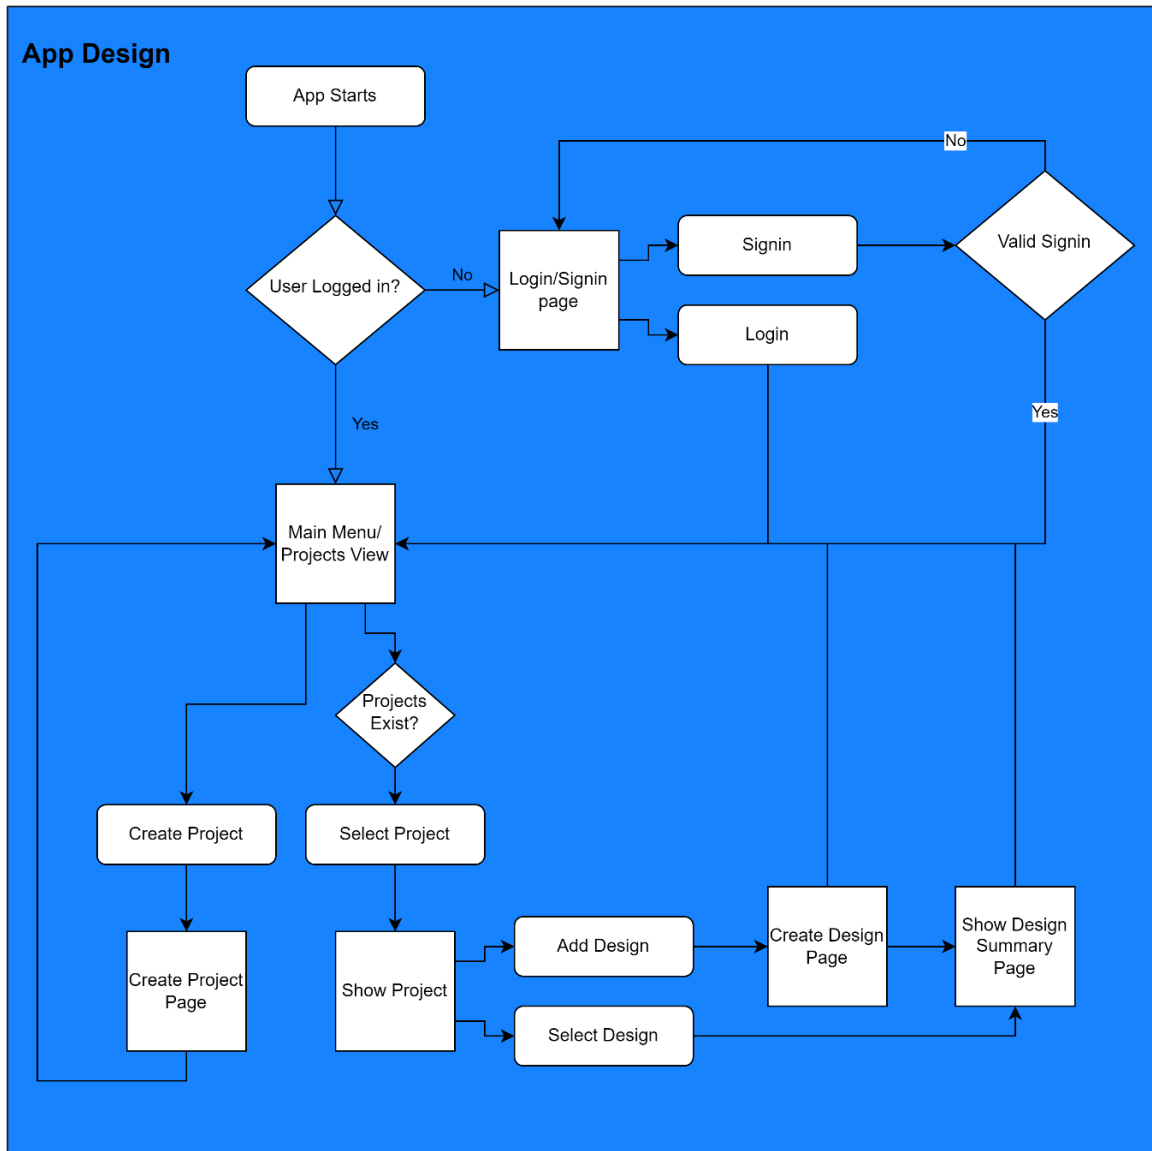 App Design
App Starts
No
Signin
Valid Signin
User Logged in?
No
Login/Signin
page
Login
Yes
Yes
Main Menu/
Projects View
Projects
Exist?
Create Project
Select Project
Add Design
Create Design
Page
Show Design
Summary
Page
Create Project
Page
Show Project
Select Design